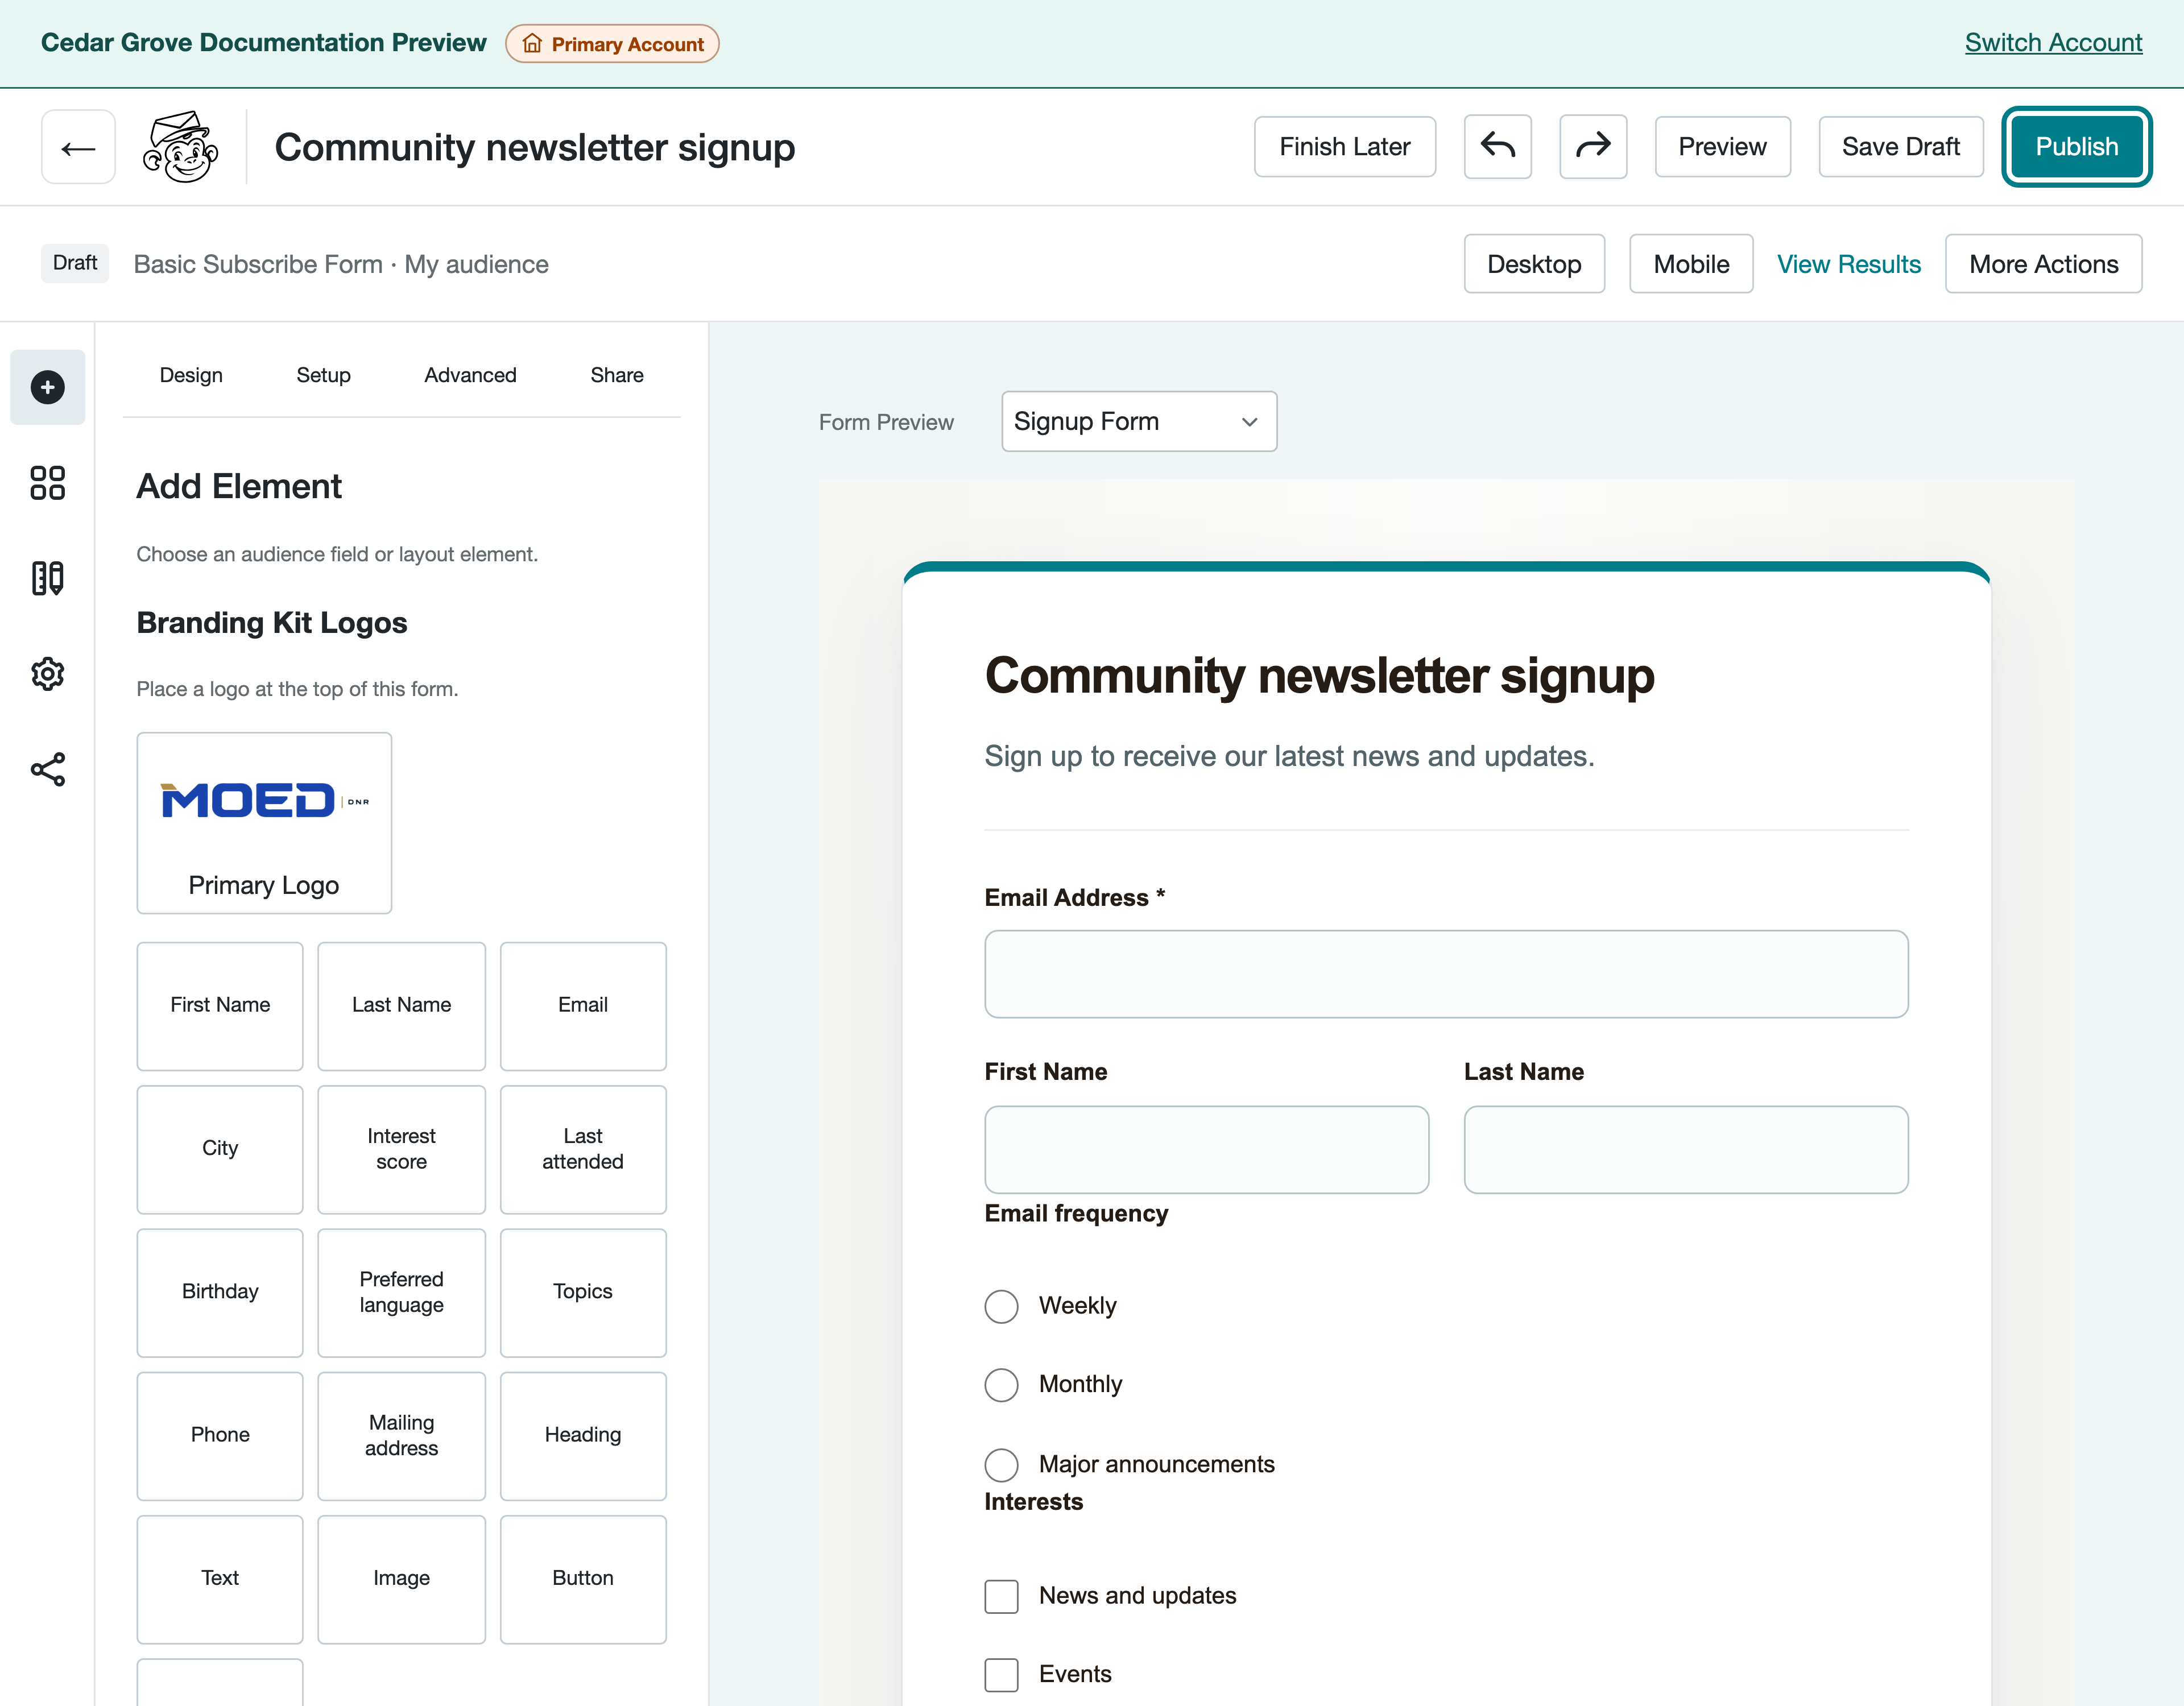 Cedar Grove Documentation Preview
Primary Account
Switch Account
Community newsletter signup
Finish Later
Preview
Save Draft
Publish
Draft
Basic Subscribe Form · My audience
Desktop
Mobile
View Results
More Actions
Design
Setup
Advanced
Share
Add Element
Choose an audience field or layout element.
Branding Kit Logos
Place a logo at the top of this form.
MOED
DNR
Primary Logo
First Name
Last Name
Email
City
Interest
score
Last
attended
Birthday
Preferred
language
Topics
Phone
Mailing
address
Heading
Text
Image
Button
Form Preview
Signup Form
Community newsletter signup
Sign up to receive our latest news and updates.
Email Address *
First Name
Last Name
Email frequency
Weekly
Monthly
Major announcements
Interests
News and updates
Events